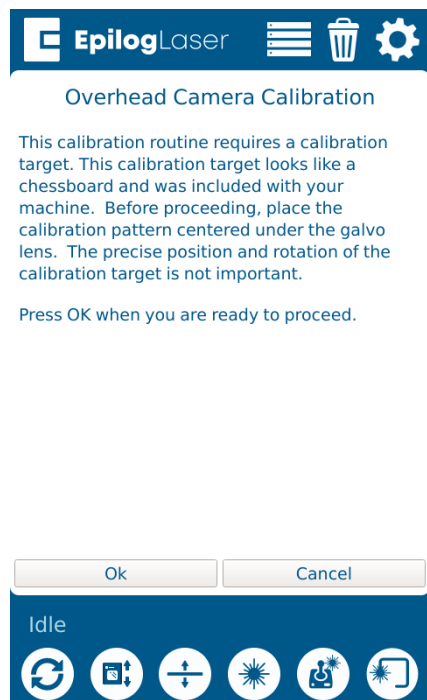 EpilogLaser
Overhead Camera Calibration
This calibration routine requires a calibration
target. This calibration target looks like a
chessboard and was included with your
machine.  Before proceeding, place the
calibration pattern centered under the galvo
lens.  The precise position and rotation of the
calibration target is not important.
Press OK when you are ready to proceed.
Ok
Cancel
Idle